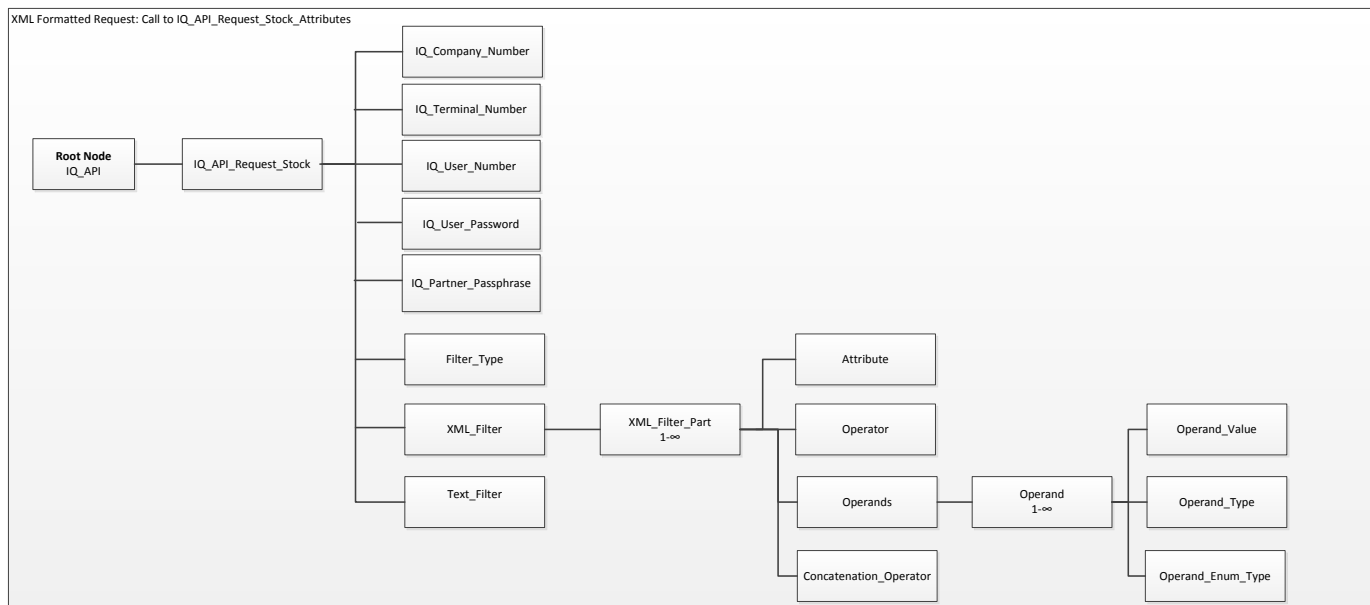 XML Formatted Request: Call to IQ_API_Request_Stock_Attributes
Root Node
IQ_API
IQ_API_Request_Stock
IQ_Company_Number
IQ_Terminal_Number
IQ_User_Number
IQ_User_Password
IQ_Partner_Passphrase
Filter_Type
XML_Filter
Text_Filter
XML_Filter_Part
1-∞
Attribute
Operator
Operands
Concatenation_Operator
Operand
1-∞
Operand_Value
Operand_Type
Operand_Enum_Type